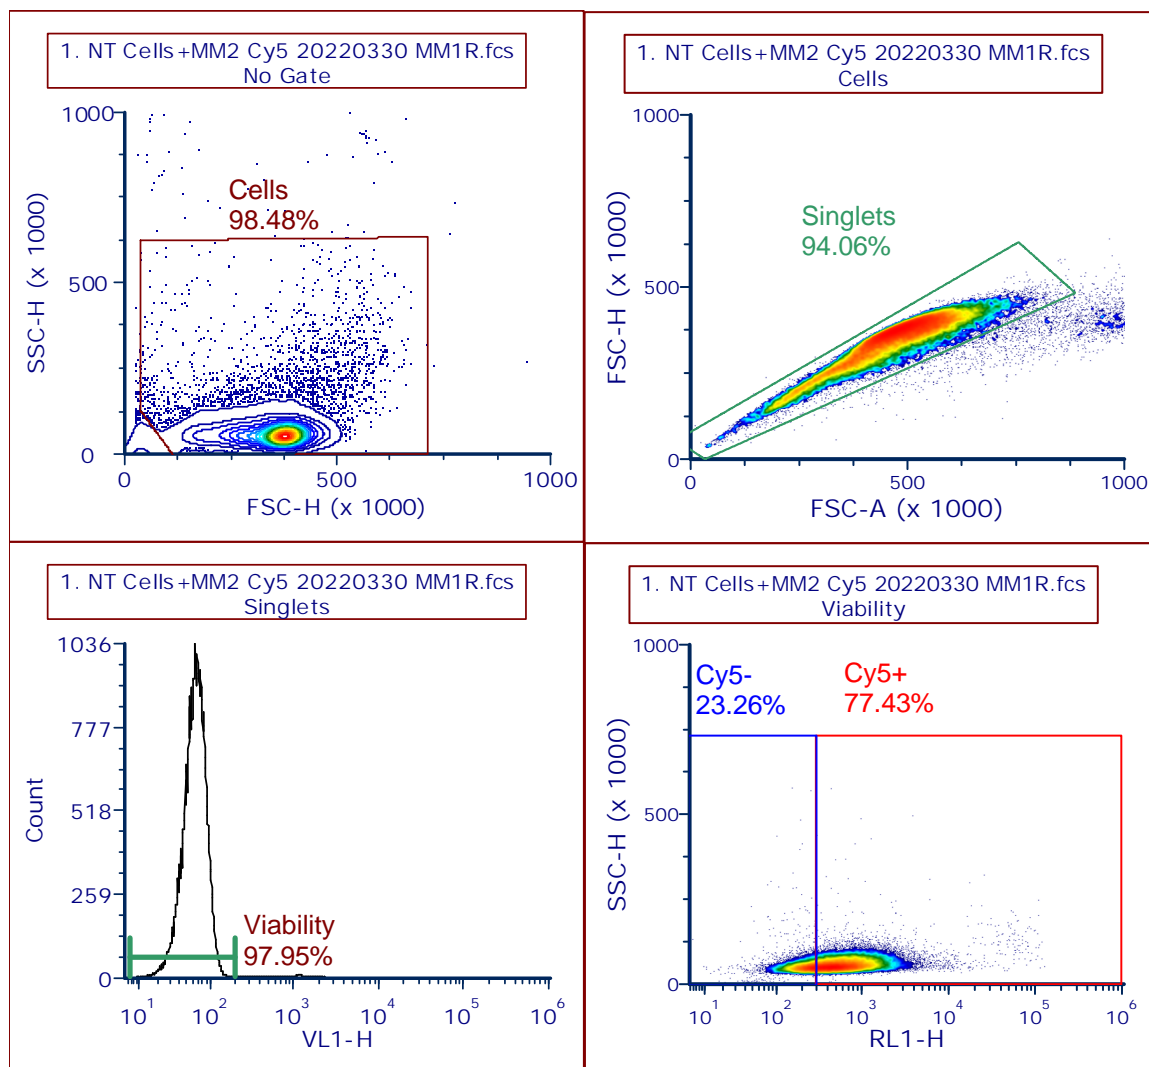 1. NT Cells+MM2 Cy5 20220330 MM1R.fcs
No Gate
1000
500
0
SSC-H (x 1000)
Cells
98.48%
0 500 1000
FSC-H (x 1000)
1. NT Cells+MM2 Cy5 20220330 MM1R.fcs
Cells
1000
500
0
FSC-H (x 1000)
Singlets
94.06%
0 500 1000
FSC-A (x 1000)
1. NT Cells+MM2 Cy5 20220330 MM1R.fcs
Singlets
1036
777
518
259
0
Count
Viability
97.95%
10^1 10^2 10^3 10^4 10^5 10^6
VL1-H
1. NT Cells+MM2 Cy5 20220330 MM1R.fcs
Viability
1000
500
0
SSC-H (x 1000)
Cy5-
23.26%
Cy5+
77.43%
10^1 10^2 10^3 10^4 10^5 10^6
RL1-H